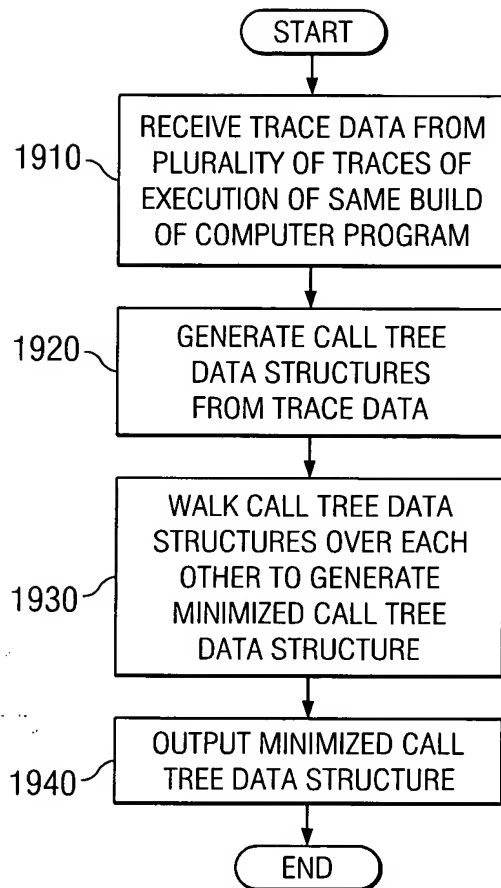 START
1910
RECEIVE TRACE DATA FROM
PLURALITY OF TRACES OF
EXECUTION OF SAME BUILD
OF COMPUTER PROGRAM
1920
GENERATE CALL TREE
DATA STRUCTURES
FROM TRACE DATA
1930
WALK CALL TREE DATA
STRUCTURES OVER EACH
OTHER TO GENERATE
MINIMIZED CALL TREE
DATA STRUCTURE
1940
OUTPUT MINIMIZED CALL
TREE DATA STRUCTURE
END